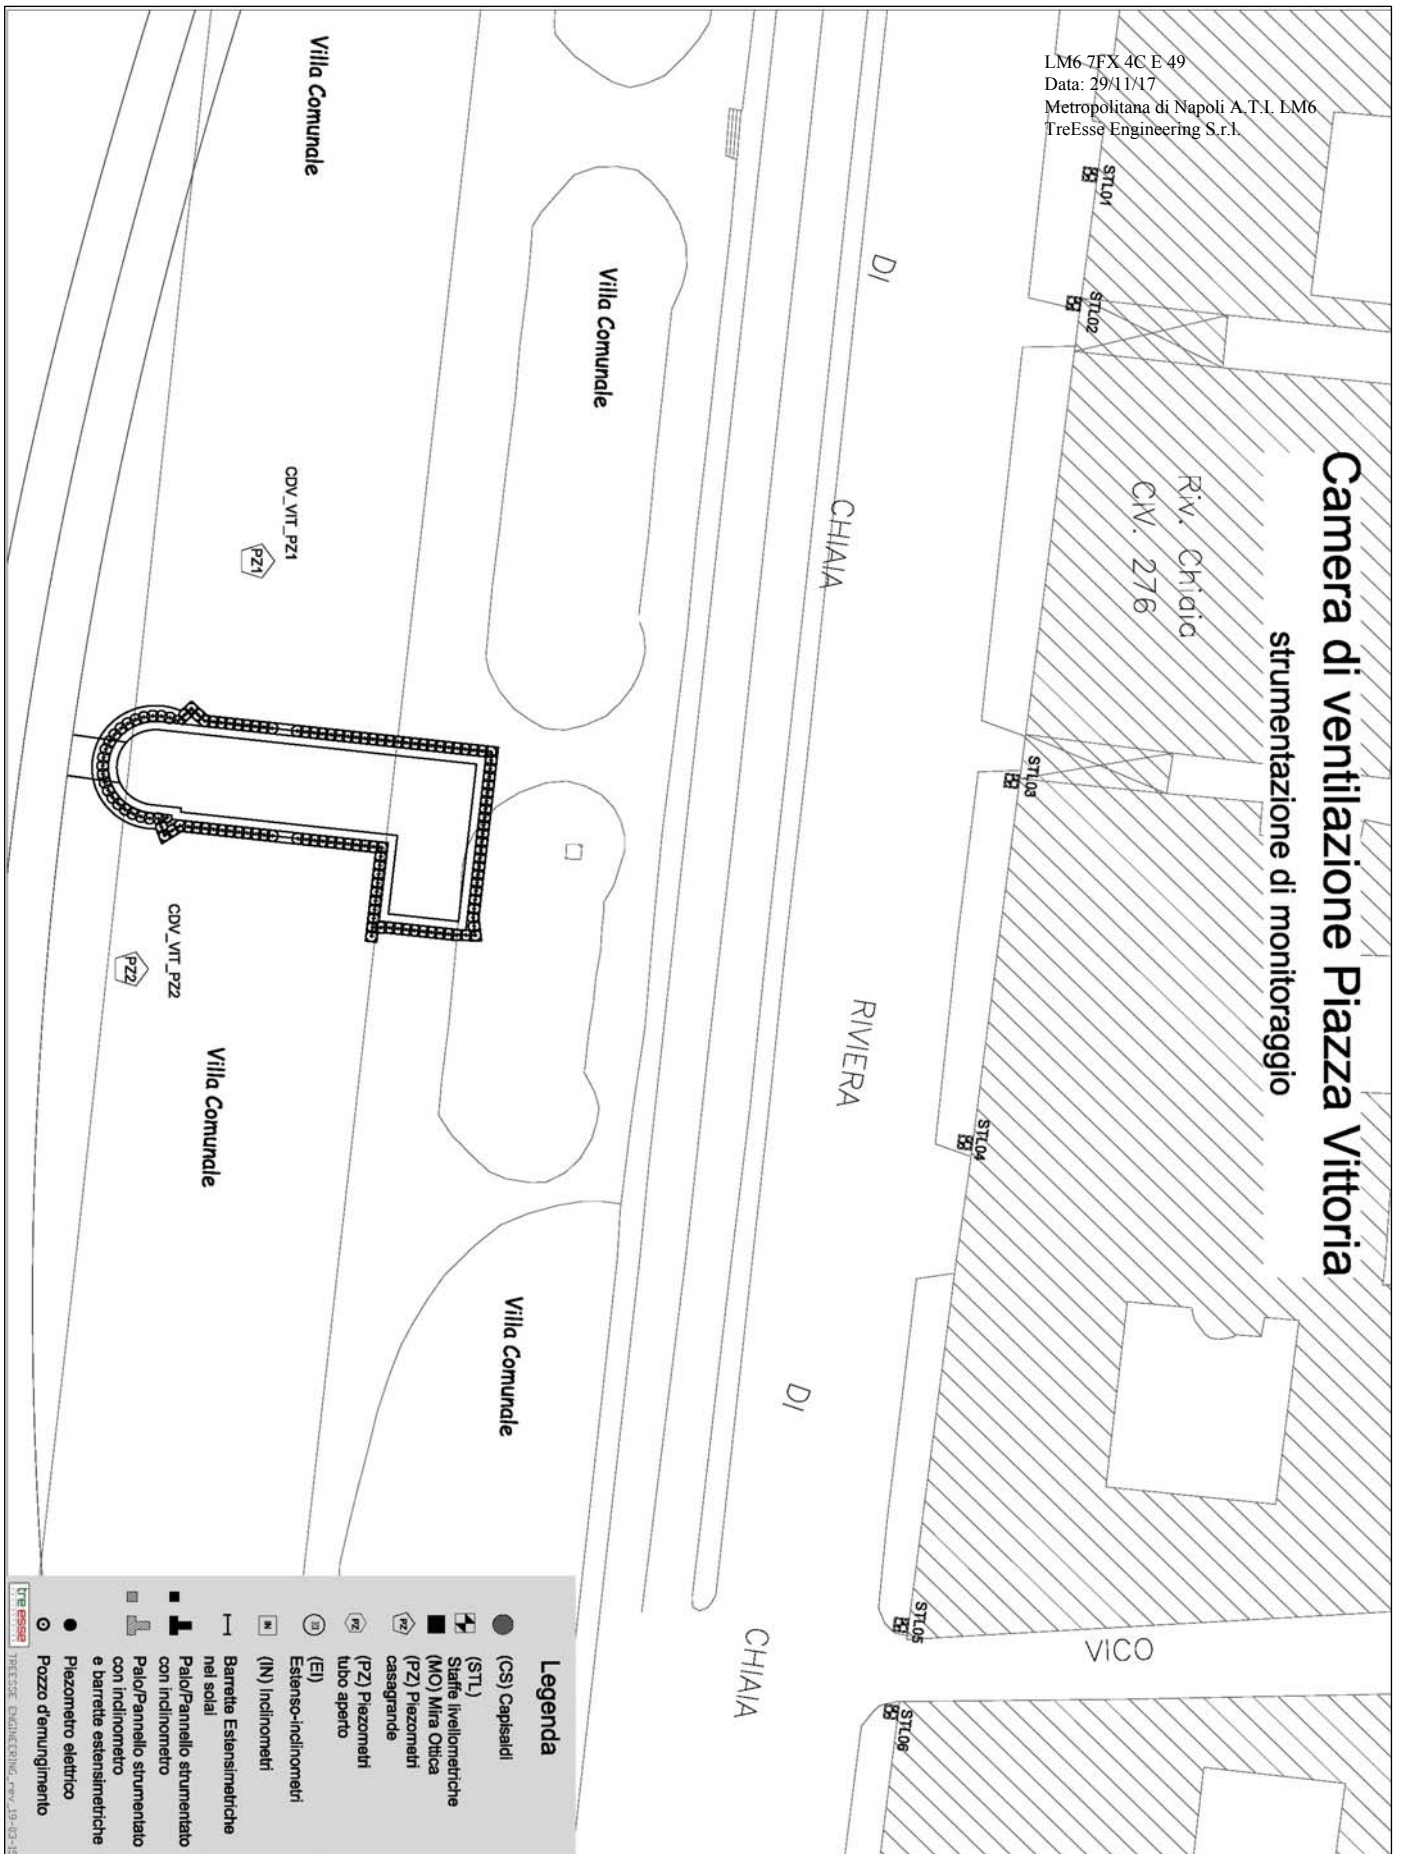 LM6 7FX 4C E 49
Data: 29/11/17
Metropolitana di Napoli A.T.I. LM6
TreEsse Engineering S.r.l.
Camera di ventilazione Piazza Vittoria
strumentazione di monitoraggio
Riv. Chiaia
CIV. 276
STL01
STL02
STL03
STL04
STL05
STL06
VICO
DI
CHIAIA
RIVIERA
DI
CHIAIA
Villa Comunale
Villa Comunale
Villa Comunale
Villa Comunale
CDV_VIT_PZ1
PZ1
CDV_VIT_PZ2
PZ2
Legenda
(CS) Capisaldi
(STL)
Staffe livellometriche
(MO) Mira Ottica
PZ
(PZ) Piezometri
casagrande
PZ
(PZ) Piezometri
tubo aperto
(EI)
Estenso-inclinometri
IN
(IN) Inclinometri
Barrette Estensimetriche
nei solai
Palo/Pannello strumentato
con inclinometro
Palo/Pannello strumentato
con inclinometro
e barrette estensimetriche
Piezometro elettrico
Pozzo d'emungimento
tre esse